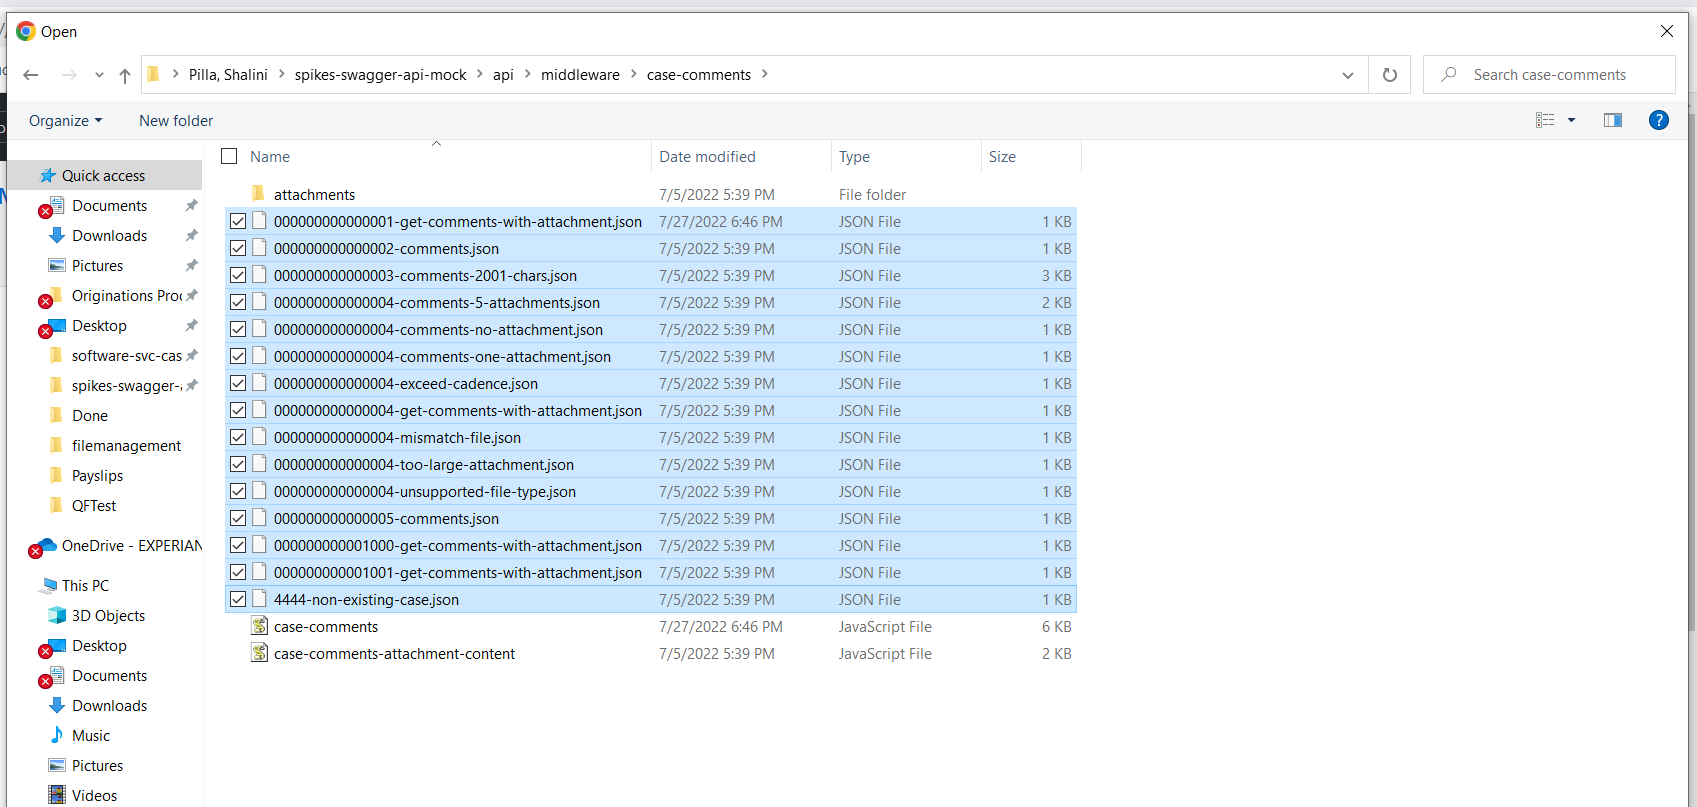 Open
Pilla, Shalini > spikes-swagger-api-mock > api > middleware > case-comments >
Search case-comments
Organize
New folder
?
Name
Date modified
Type
Size
Quick access
Documents
Downloads
Pictures
Originations Proc
Desktop
software-svc-cas
spikes-swagger-a
Done
filemanagement
Payslips
QFTest
OneDrive - EXPERIAN
This PC
3D Objects
Desktop
Documents
Downloads
Music
Pictures
Videos
attachments 7/5/2022 5:39 PM File folder
000000000000001-get-comments-with-attachment.json 7/27/2022 6:46 PM JSON File 1 KB
000000000000002-comments.json 7/5/2022 5:39 PM JSON File 1 KB
000000000000003-comments-2001-chars.json 7/5/2022 5:39 PM JSON File 3 KB
000000000000004-comments-5-attachments.json 7/5/2022 5:39 PM JSON File 2 KB
000000000000004-comments-no-attachment.json 7/5/2022 5:39 PM JSON File 1 KB
000000000000004-comments-one-attachment.json 7/5/2022 5:39 PM JSON File 1 KB
000000000000004-exceed-cadence.json 7/5/2022 5:39 PM JSON File 1 KB
000000000000004-get-comments-with-attachment.json 7/5/2022 5:39 PM JSON File 1 KB
000000000000004-mismatch-file.json 7/5/2022 5:39 PM JSON File 1 KB
000000000000004-too-large-attachment.json 7/5/2022 5:39 PM JSON File 1 KB
000000000000004-unsupported-file-type.json 7/5/2022 5:39 PM JSON File 1 KB
000000000000005-comments.json 7/5/2022 5:39 PM JSON File 1 KB
000000000001000-get-comments-with-attachment.json 7/5/2022 5:39 PM JSON File 1 KB
000000000001001-get-comments-with-attachment.json 7/5/2022 5:39 PM JSON File 1 KB
4444-non-existing-case.json 7/5/2022 5:39 PM JSON File 1 KB
case-comments 7/27/2022 6:46 PM JavaScript File 6 KB
case-comments-attachment-content 7/5/2022 5:39 PM JavaScript File 2 KB